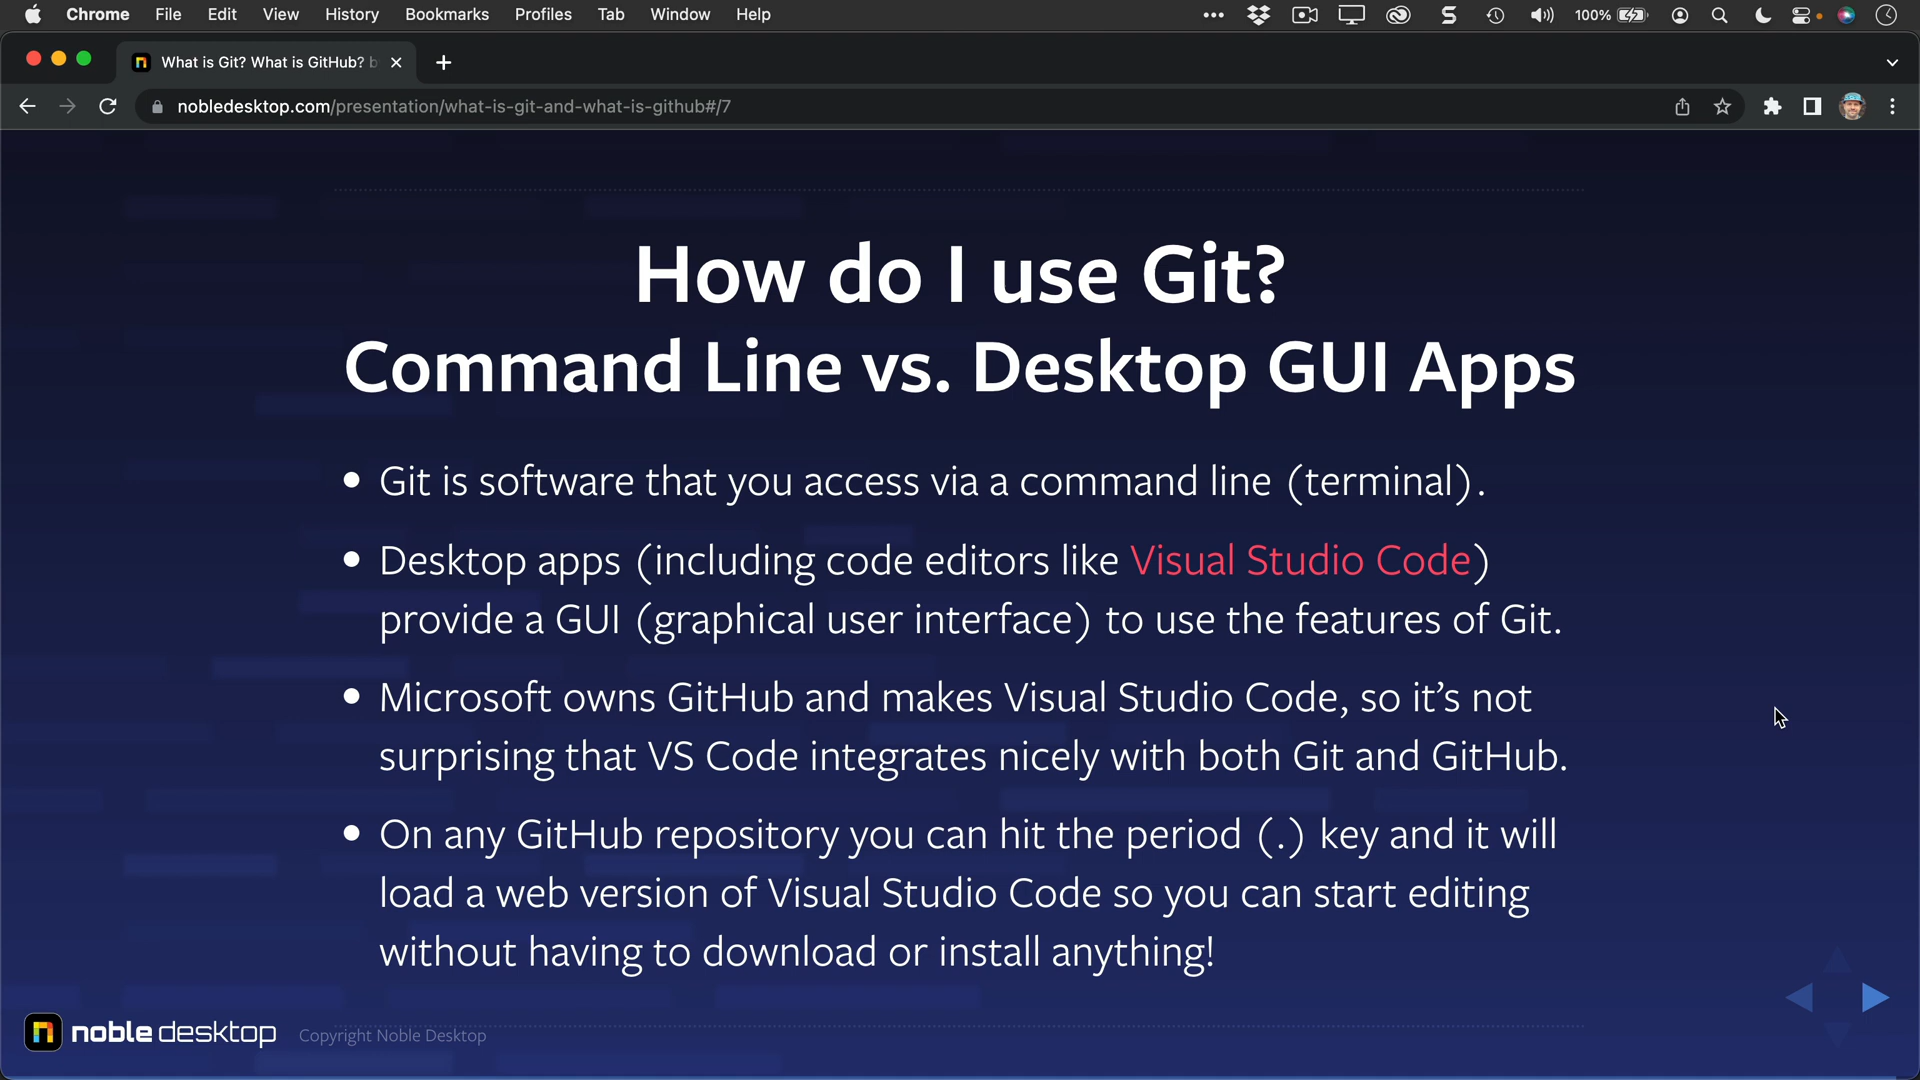 Chrome File Edit View History Bookmarks Profiles Tab Window Help 100%
What is Git? What is GitHub?
nobledesktop.com/presentation/what-is-git-and-what-is-github#/7
How do I use Git?
Command Line vs. Desktop GUI Apps
• Git is software that you access via a command line (terminal).
• Desktop apps (including code editors like Visual Studio Code)
provide a GUI (graphical user interface) to use the features of Git.
• Microsoft owns GitHub and makes Visual Studio Code, so it’s not
surprising that VS Code integrates nicely with both Git and GitHub.
• On any GitHub repository you can hit the period (.) key and it will
load a web version of Visual Studio Code so you can start editing
without having to download or install anything!
noble desktop Copyright Noble Desktop